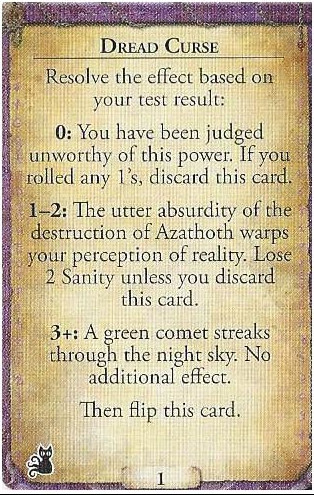 DREAD CURSE
Resolve the effect based on
your test result:
0: You have been judged
unworthy of this power. If you
rolled any 1's, discard this card.
1–2: The utter absurdity of the
destruction of Azathoth warps
your perception of reality. Lose
2 Sanity unless you discard
this card.
3+: A green comet streaks
through the night sky. No
additional effect.
Then flip this card.
1